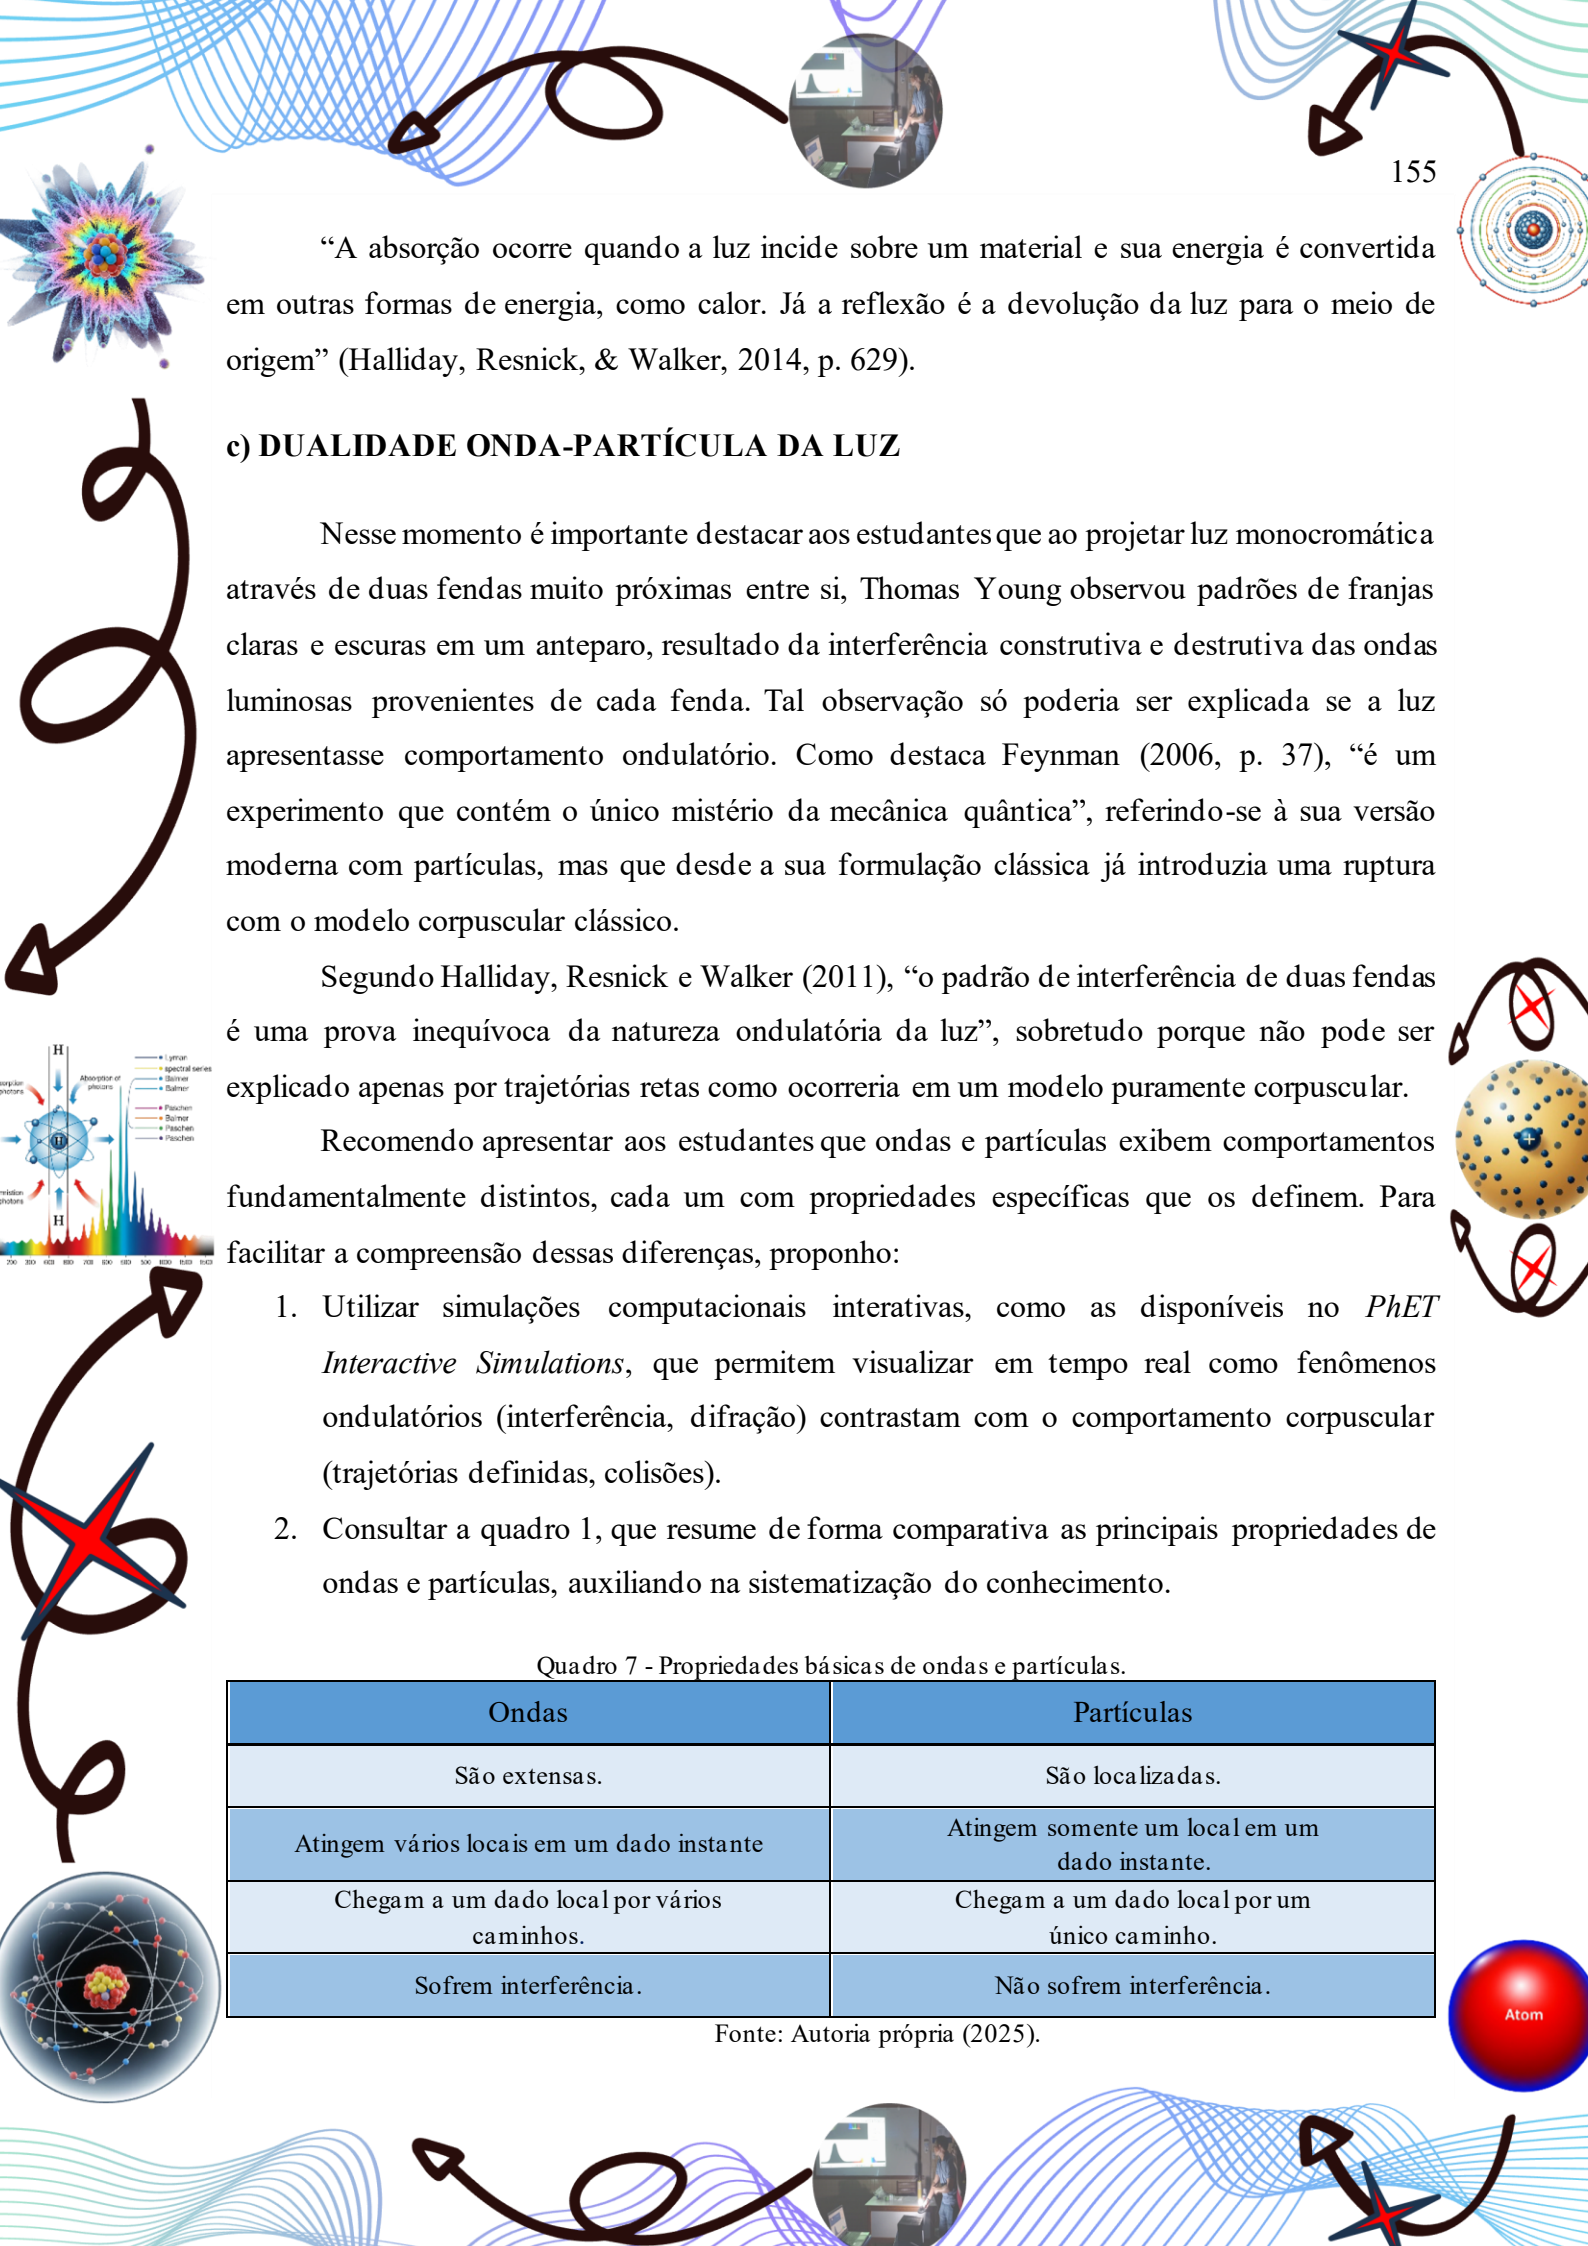 155
“A absorção ocorre quando a luz incide sobre um material e sua energia é convertida
em outras formas de energia, como calor. Já a reflexão é a devolução da luz para o meio de
origem” (Halliday, Resnick, & Walker, 2014, p. 629).
c) DUALIDADE ONDA-PARTÍCULA DA LUZ
Nesse momento é importante destacar aos estudantes que ao projetar luz monocromática
através de duas fendas muito próximas entre si, Thomas Young observou padrões de franjas
claras e escuras em um anteparo, resultado da interferência construtiva e destrutiva das ondas
luminosas provenientes de cada fenda. Tal observação só poderia ser explicada se a luz
apresentasse comportamento ondulatório. Como destaca Feynman (2006, p. 37), “é um
experimento que contém o único mistério da mecânica quântica”, referindo-se à sua versão
moderna com partículas, mas que desde a sua formulação clássica já introduzia uma ruptura
com o modelo corpuscular clássico.
Segundo Halliday, Resnick e Walker (2011), “o padrão de interferência de duas fendas
é uma prova inequívoca da natureza ondulatória da luz”, sobretudo porque não pode ser
explicado apenas por trajetórias retas como ocorreria em um modelo puramente corpuscular.
Recomendo apresentar aos estudantes que ondas e partículas exibem comportamentos
fundamentalmente distintos, cada um com propriedades específicas que os definem. Para
facilitar a compreensão dessas diferenças, proponho:
1. Utilizar simulações computacionais interativas, como as disponíveis no PhET
Interactive Simulations, que permitem visualizar em tempo real como fenômenos
ondulatórios (interferência, difração) contrastam com o comportamento corpuscular
(trajetórias definidas, colisões).
2. Consultar a quadro 1, que resume de forma comparativa as principais propriedades de
ondas e partículas, auxiliando na sistematização do conhecimento.
Quadro 7 - Propriedades básicas de ondas e partículas.
Ondas Partículas
São extensas. São localizadas.
Atingem vários locais em um dado instante
Atingem somente um local em um
dado instante.
Chegam a um dado local por vários
caminhos.
Chegam a um dado local por um
único caminho.
Sofrem interferência. Não sofrem interferência.
Fonte: Autoria própria (2025).
H
Absorption of
photons
Lyman
spectral series
Balmer
Balmer
Paschen
Balmer
Paschen
Paschen
H
H
Atom